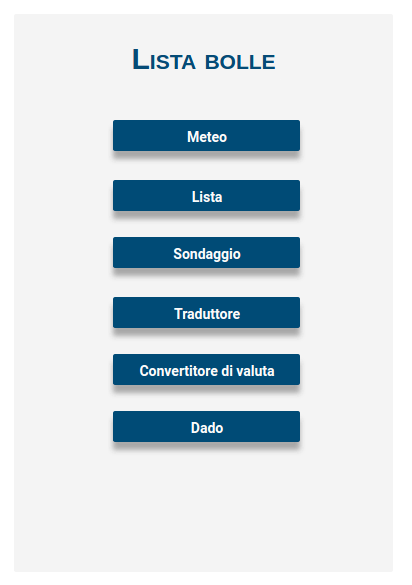 Lista bolle
Meteo
Lista
Sondaggio
Traduttore
Convertitore di valuta
Dado